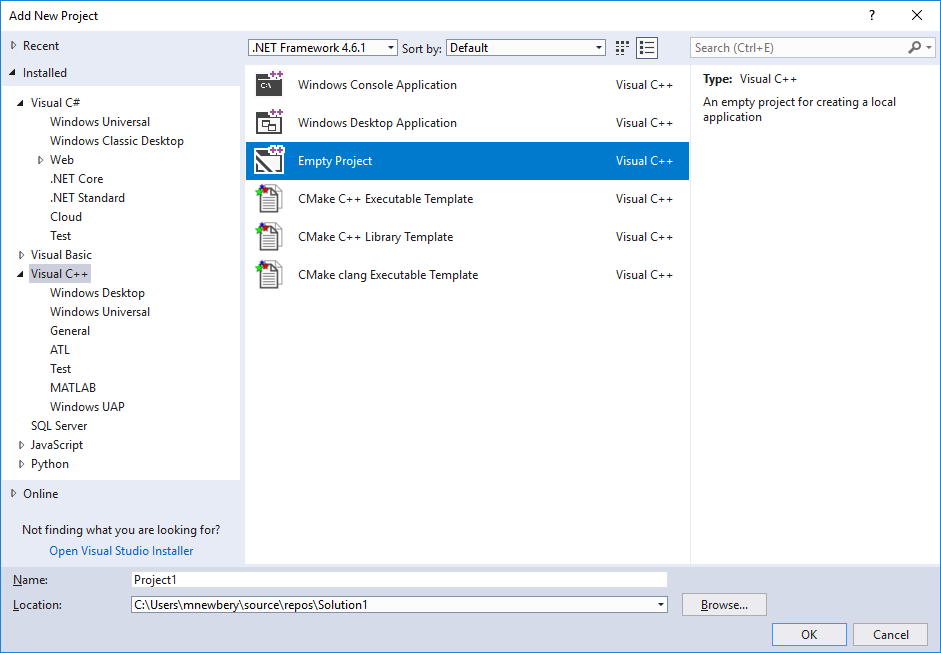 Add New Project
?
Recent
Installed
Visual C#
Windows Universal
Windows Classic Desktop
Web
.NET Core
.NET Standard
Cloud
Test
Visual Basic
Visual C++
Windows Desktop
Windows Universal
General
ATL
Test
MATLAB
Windows UAP
SQL Server
JavaScript
Python
Online
Not finding what you are looking for?
Open Visual Studio Installer
.NET Framework 4.6.1 Sort by: Default
C:\ Windows Console Application Visual C++
Windows Desktop Application Visual C++
Empty Project Visual C++
CMake C++ Executable Template Visual C++
CMake C++ Library Template Visual C++
CMake clang Executable Template Visual C++
Search (Ctrl+E)
Type: Visual C++
An empty project for creating a local
application
Name: Project1
Location: C:\Users\mnewbery\source\repos\Solution1 Browse...
OK Cancel